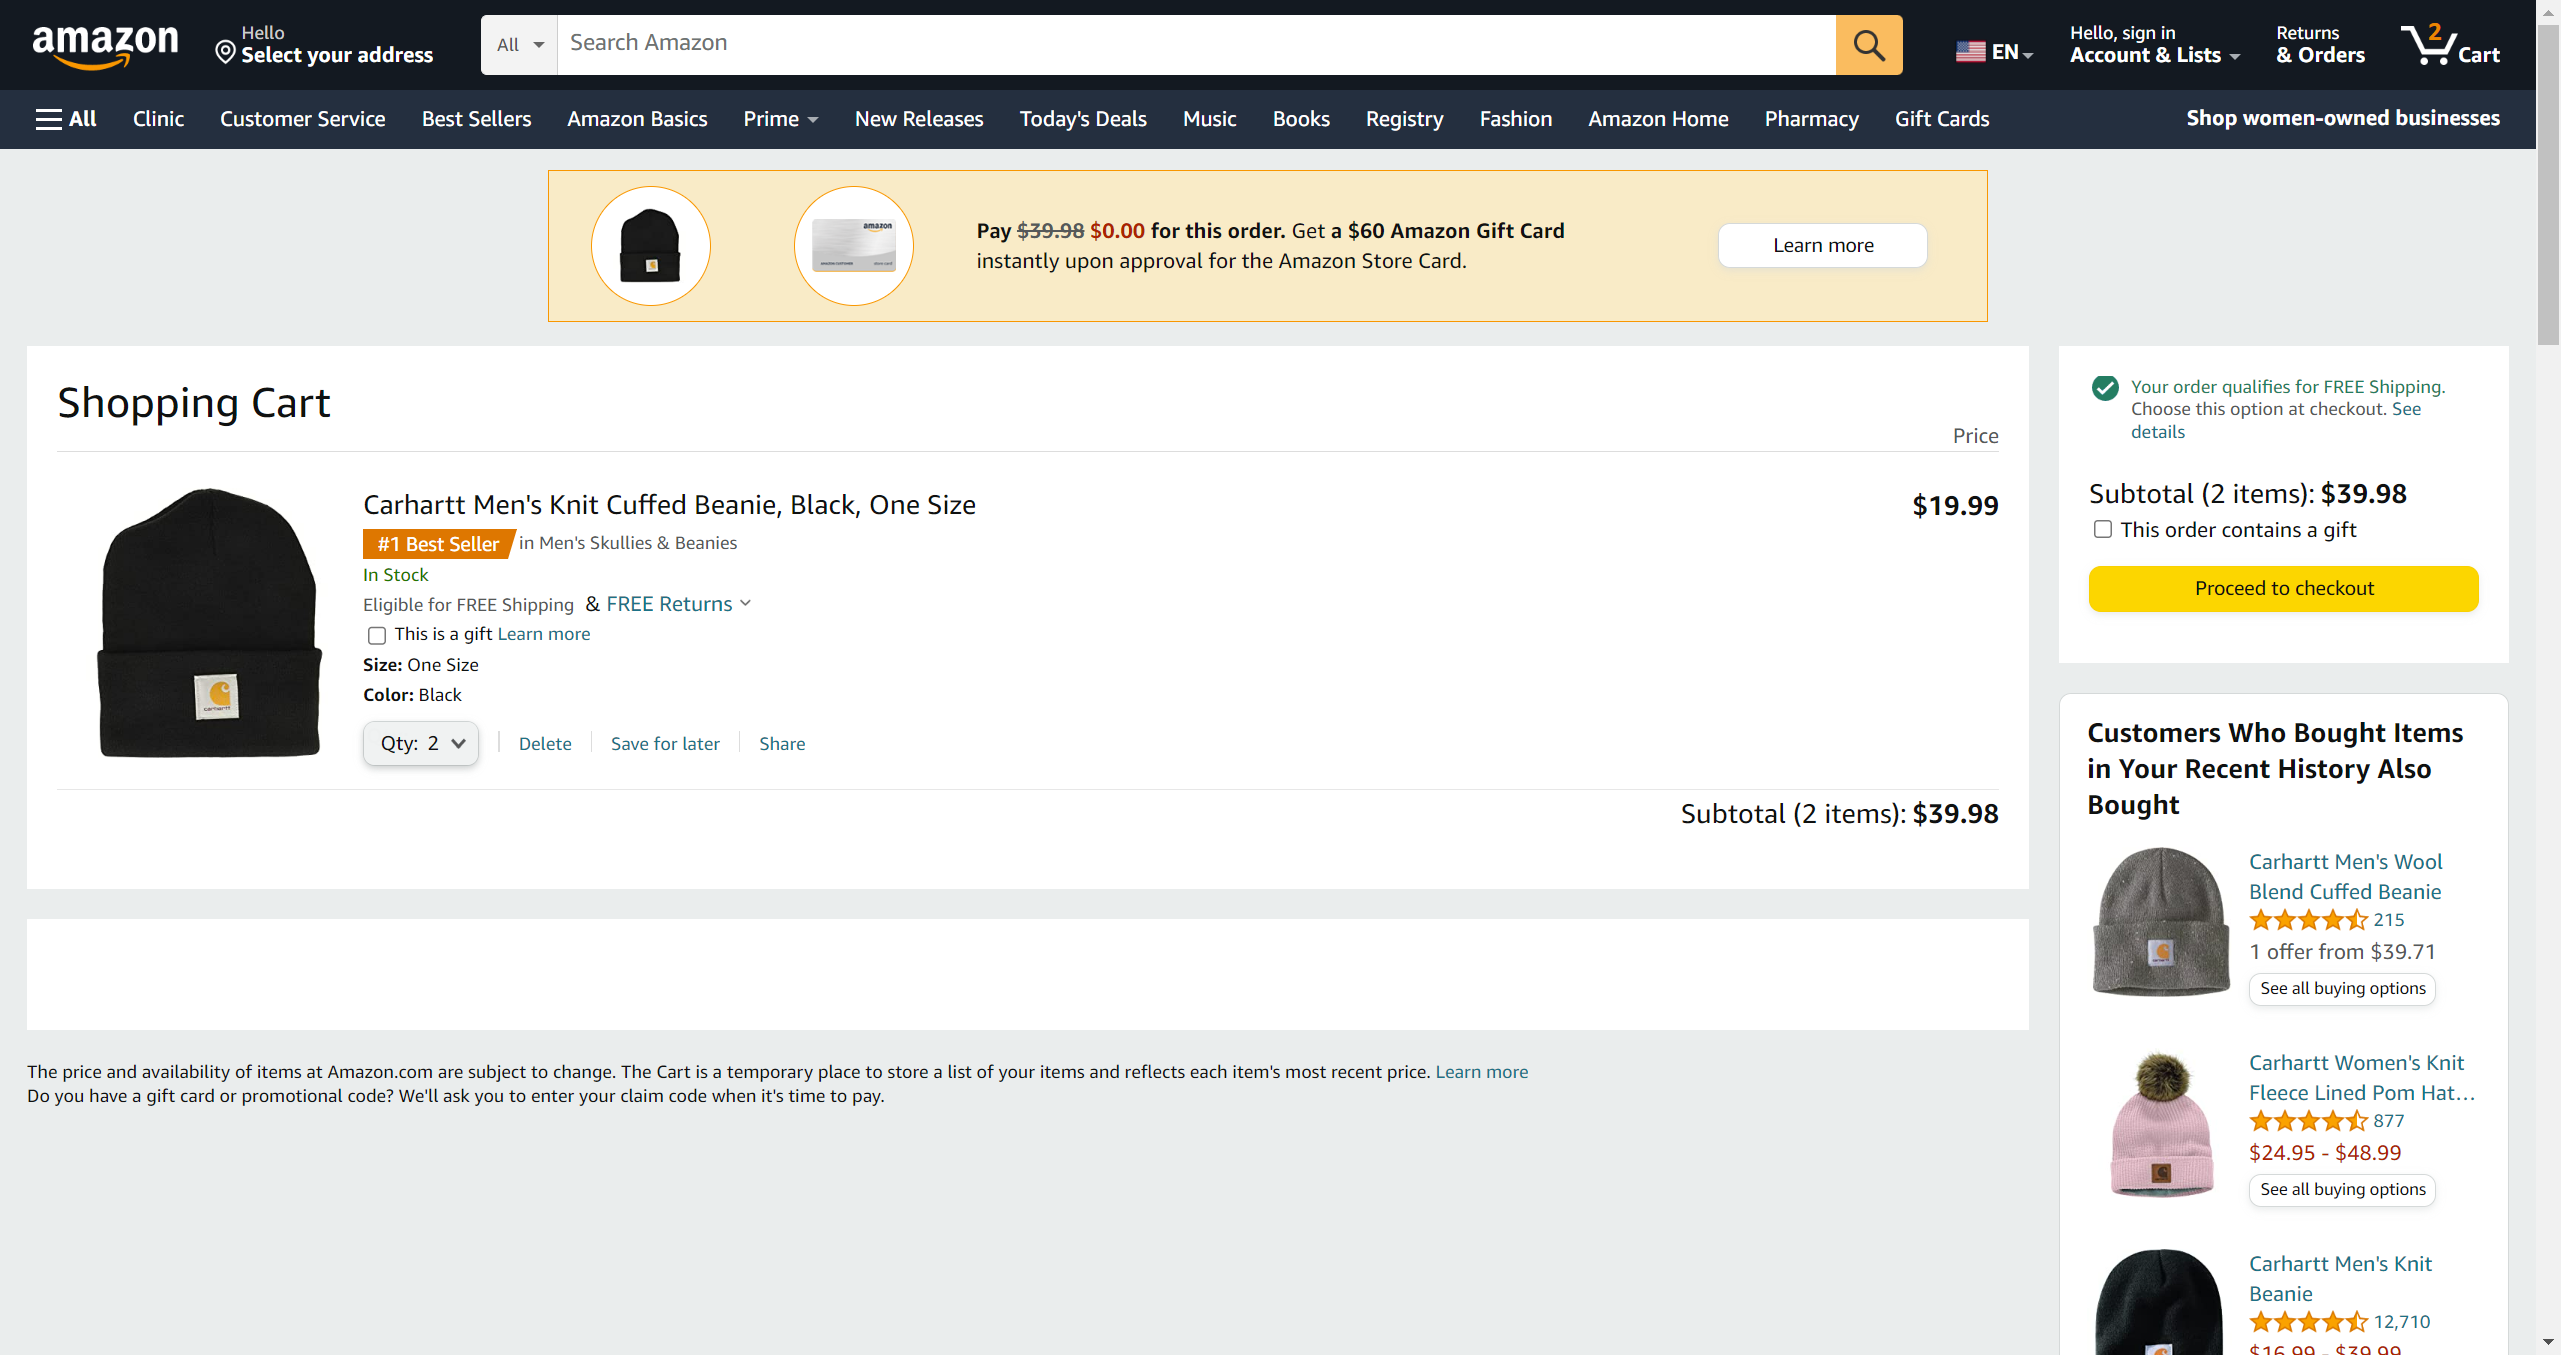 amazon
Hello
Select your address
All
Search Amazon
EN
Hello, sign in
Account & Lists
Returns
& Orders
2
Cart
All
Clinic
Customer Service
Best Sellers
Amazon Basics
Prime
New Releases
Today's Deals
Music
Books
Registry
Fashion
Amazon Home
Pharmacy
Gift Cards
Shop women-owned businesses
amazon
Pay $39.98 $0.00 for this order. Get a $60 Amazon Gift Card
instantly upon approval for the Amazon Store Card.
Learn more
Shopping Cart
Price
Carhartt Men's Knit Cuffed Beanie, Black, One Size
$19.99
#1 Best Seller in Men's Skullies & Beanies
In Stock
Eligible for FREE Shipping & FREE Returns
This is a gift Learn more
Size: One Size
Color: Black
carhartt
Qty: 2
Delete
Save for later
Share
Subtotal (2 items): $39.98
The price and availability of items at Amazon.com are subject to change. The Cart is a temporary place to store a list of your items and reflects each item's most recent price. Learn more
Do you have a gift card or promotional code? We'll ask you to enter your claim code when it's time to pay.
Your order qualifies for FREE Shipping.
Choose this option at checkout. See
details
Subtotal (2 items): $39.98
This order contains a gift
Proceed to checkout
Customers Who Bought Items
in Your Recent History Also
Bought
Carhartt Men's Wool
Blend Cuffed Beanie
215
1 offer from $39.71
See all buying options
Carhartt Women's Knit
Fleece Lined Pom Hat…
877
$24.95 - $48.99
See all buying options
Carhartt Men's Knit
Beanie
12,710
$16.99 - $39.99